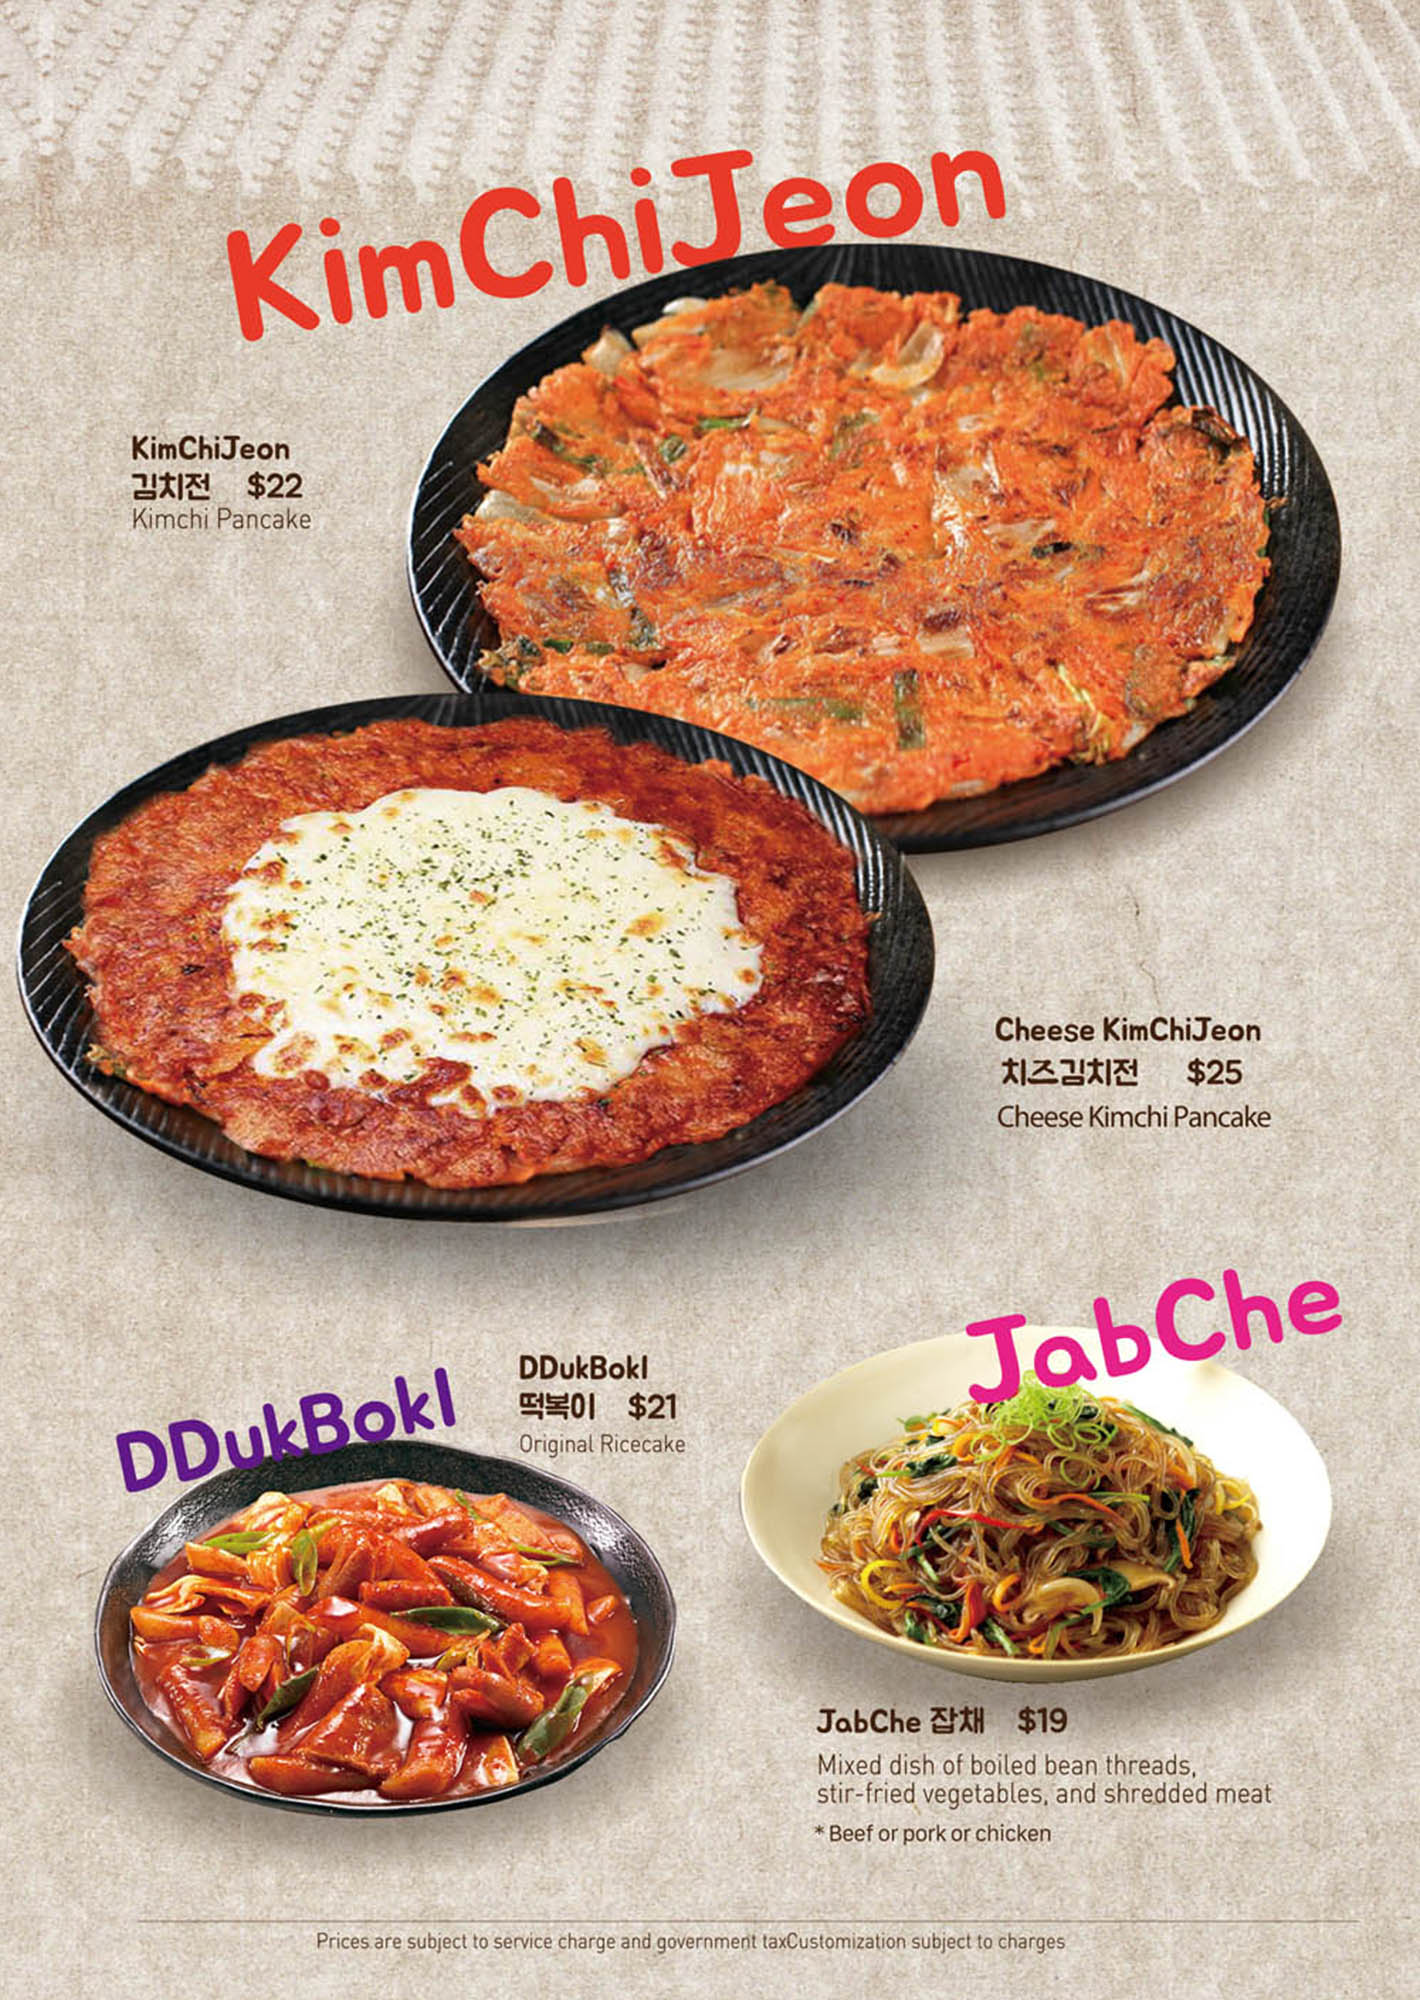 KimChiJeon
KimChiJeon
김치전 $22
Kimchi Pancake
Cheese KimChiJeon
치즈김치전 $25
Cheese Kimchi Pancake
DDukBokI
DDukBokI
떡볶이 $21
Original Ricecake
JabChe
JabChe 잡채 $19
Mixed dish of boiled bean threads,
stir-fried vegetables, and shredded meat
* Beef or pork or chicken
Prices are subject to service charge and government taxCustomization subject to charges